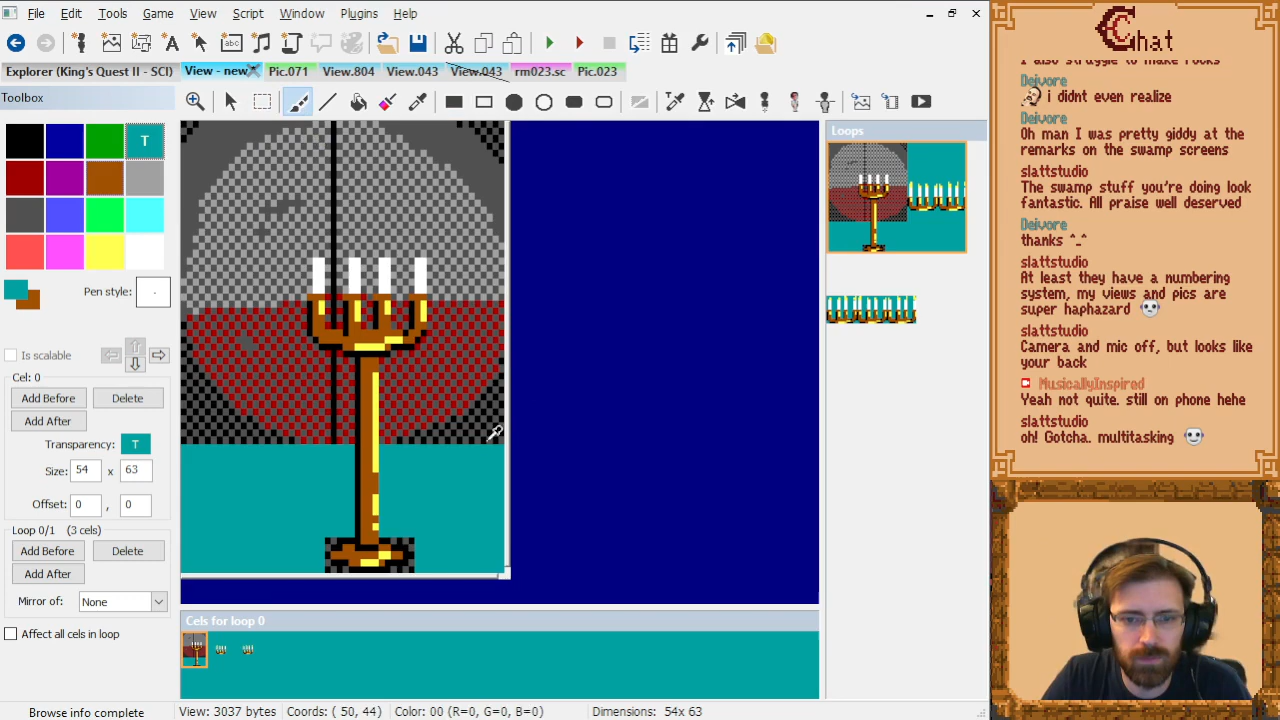 File Edit Tools Game View Script Window Plugins Help
Explorer (King's Quest II - SCI) View - new Pic.071 View.804 View.043 View.043 rm023.sc Pic.023
Toolbox
T
Pen style:
Is scalable
Cel: 0
Add Before Delete
Add After
Transparency: T
Size: 54 x 63
Offset: 0 , 0
Loop 0/1 (3 cels)
Add Before Delete
Add After
Mirror of: None
Affect all cels in loop
Browse info complete
Loops
Cels for loop 0
View: 3037 bytes Coords: ( 50, 44) Color: 00 (R=0, G=0, B=0) Dimensions: 54x 63
Chat
I also struggle to make rocks
Deivore
i didnt even realize
Deivore
Oh man I was pretty giddy at the
remarks on the swamp screens
slattstudio
The swamp stuff you're doing look
fantastic. All praise well deserved
Deivore
thanks ^_^
slattstudio
At least they have a numbering
system, my views and pics are
super haphazard
slattstudio
Camera and mic off, but looks like
your back
MusicallyInspired
Yeah not quite. still on phone hehe
slattstudio
oh! Gotcha. multitasking